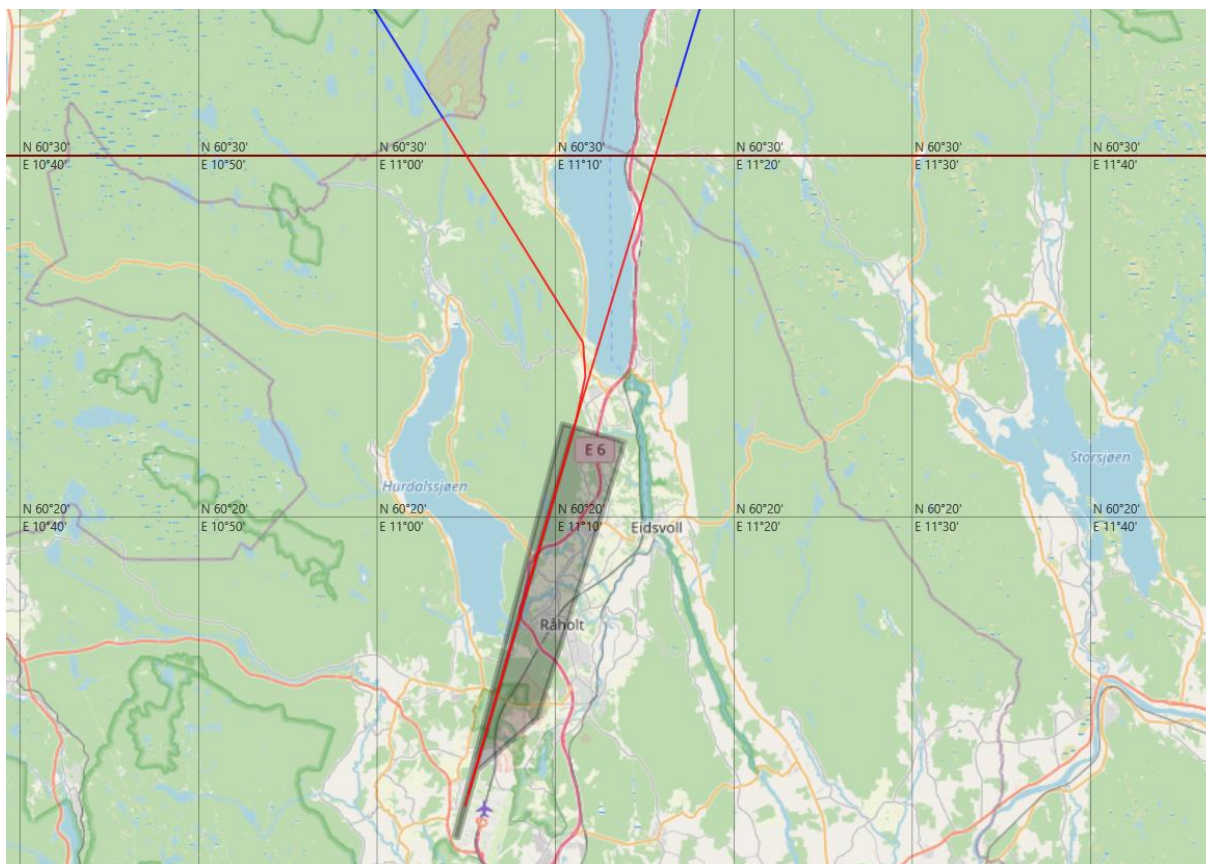 N 60°30'
E 10°40'
N 60°30'
E 10°50'
N 60°30'
E 11°00'
N 60°30'
E 11°10'
N 60°30'
E 11°20'
N 60°30'
E 11°30'
N 60°30'
E 11°40'
E 6
Hurdalssjøen
Storsjøen
N 60°20'
E 10°40'
N 60°20'
E 10°50'
N 60°20'
E 11°00'
N 60°20'
E 11°10'
Eidsvoll
N 60°20'
E 11°20'
N 60°20'
E 11°30'
N 60°20'
E 11°40'
Råholt